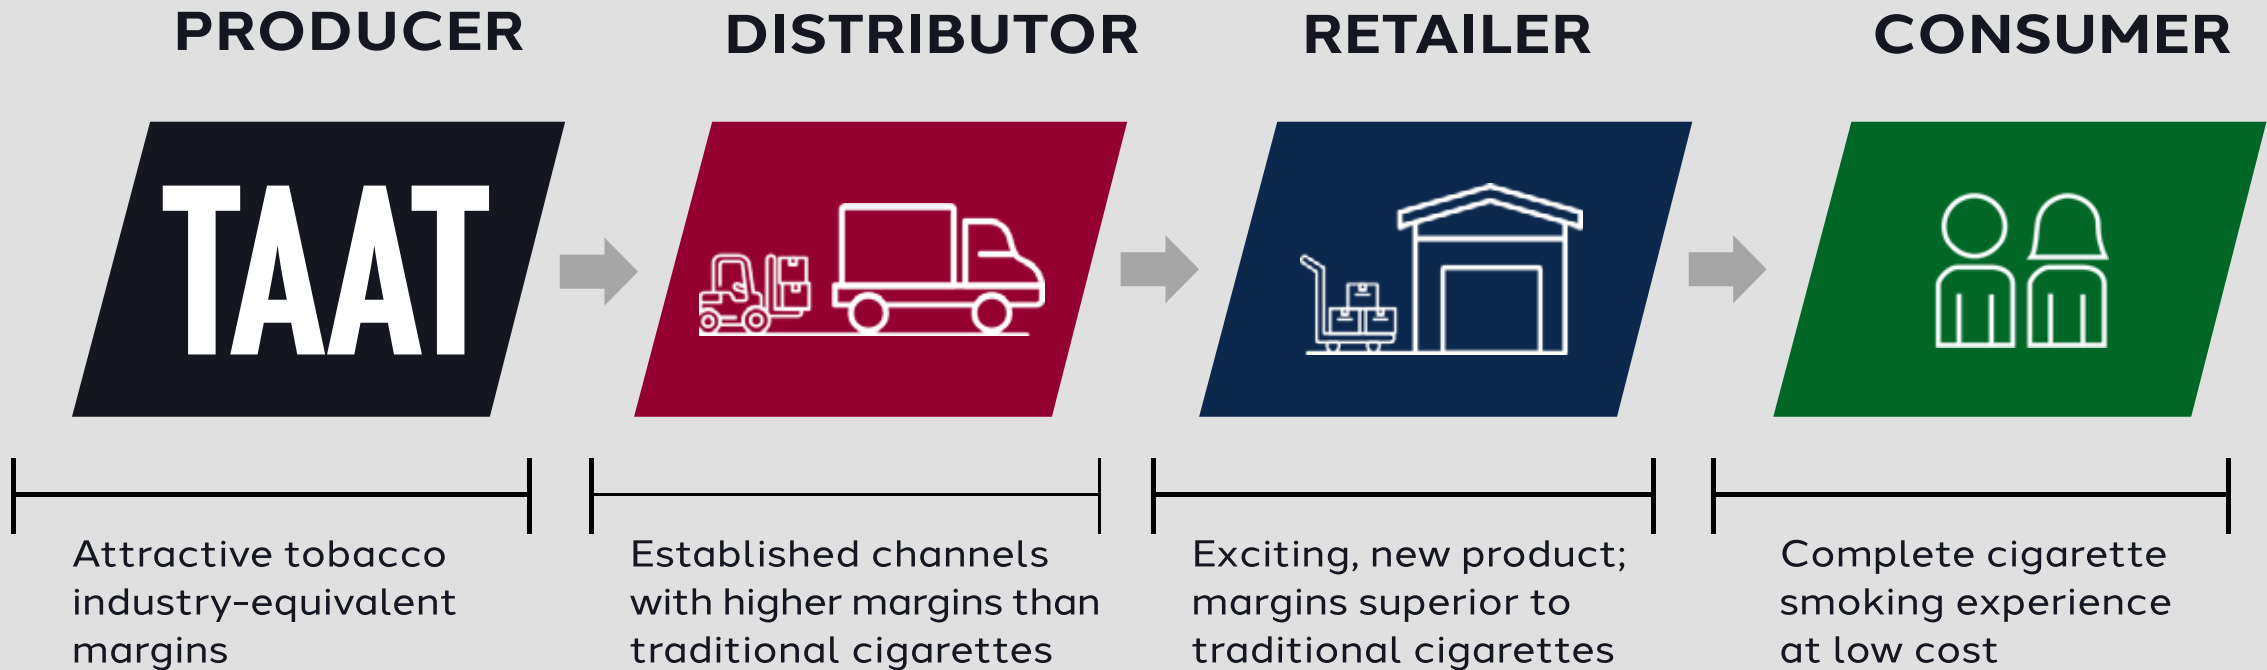 PRODUCER
DISTRIBUTOR
RETAILER
CONSUMER
TAAT
Attractive tobacco
industry-equivalent
margins
Established channels
with higher margins than
traditional cigarettes
Exciting, new product;
margins superior to
traditional cigarettes
Complete cigarette
smoking experience
at low cost